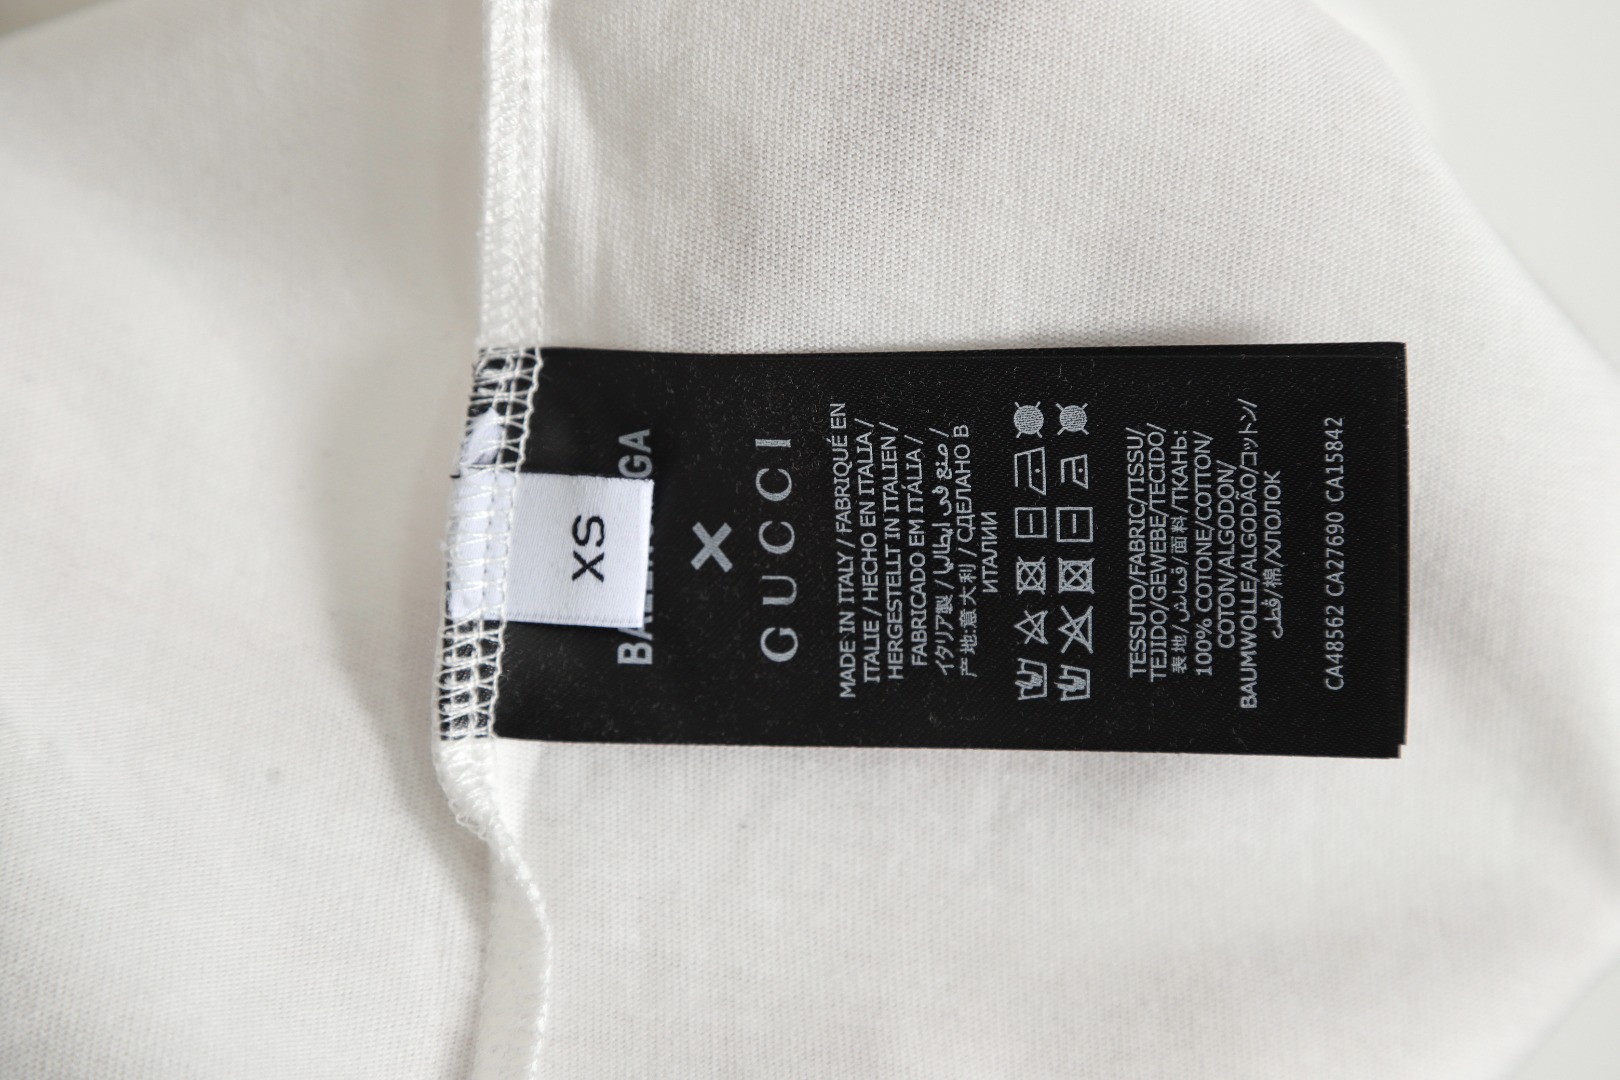 XS
×
GUCCI
MADE IN ITALY / FABRIQUÉ EN
ITALIE / HECHO EN ITALIA /
HERGESTELLT IN ITALIEN /
FABRICADO EM ITÁLIA /
イタリア製 / صنع في إيطاليا /
产地:意大利 / СДЕЛАНО В
ИТАЛИИ
TESSUTO/FABRIC/TISSU/
TEJIDO/GEWEBE/TECIDO/
表地/قماش/面料/ТКАНЬ:
100% COTONE/COTTON/
COTON/ALGODON/
BAUMWOLLE/ALGODÃO/コットン/
قطن/棉/ХЛОПОК
CA48562 CA27690 CA15842